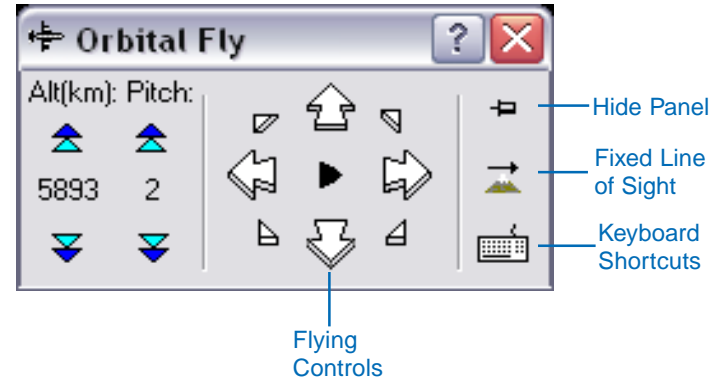 Orbital Fly
?
Alt(km): Pitch:
5893 2
Hide Panel
Fixed Line
of Sight
Keyboard
Shortcuts
Flying
Controls